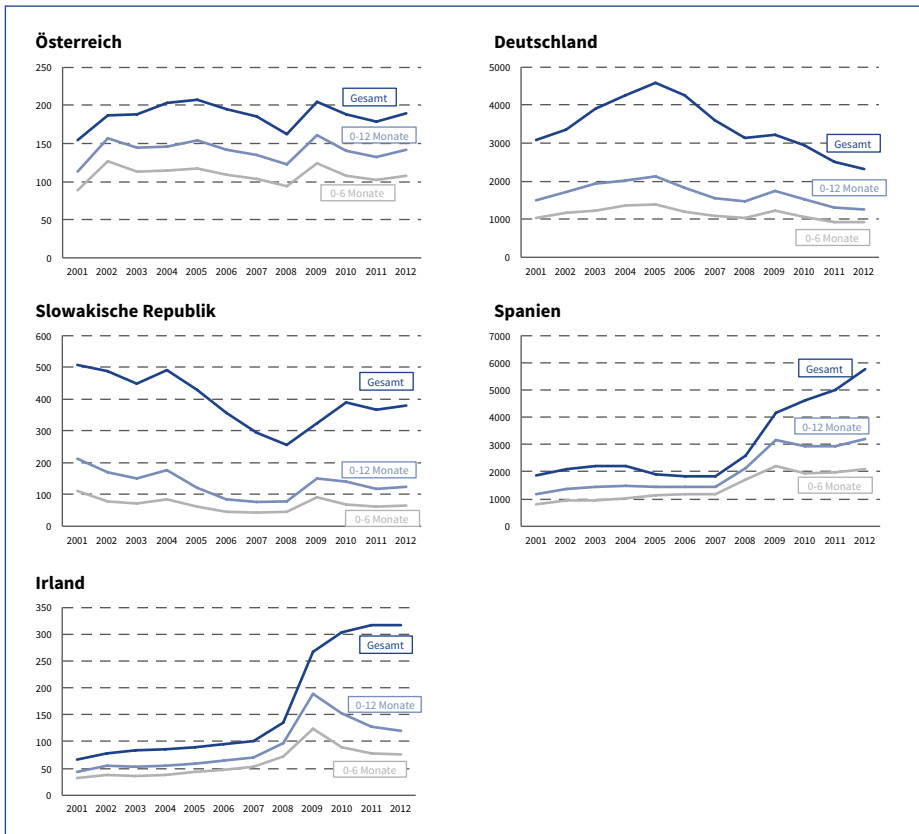 Österreich
250
200
150
100
50
0
Gesamt
0-12 Monate
0-6 Monate
2001 2002 2003 2004 2005 2006 2007 2008 2009 2010 2011 2012
Deutschland
5000
4000
3000
2000
1000
0
Gesamt
0-12 Monate
0-6 Monate
2001 2002 2003 2004 2005 2006 2007 2008 2009 2010 2011 2012
Slowakische Republik
600
500
400
300
200
100
0
Gesamt
0-12 Monate
0-6 Monate
2001 2002 2003 2004 2005 2006 2007 2008 2009 2010 2011 2012
Spanien
7000
6000
5000
4000
3000
2000
1000
0
Gesamt
0-12 Monate
0-6 Monate
2001 2002 2003 2004 2005 2006 2007 2008 2009 2010 2011 2012
Irland
350
300
250
200
150
100
50
0
Gesamt
0-12 Monate
0-6 Monate
2001 2002 2003 2004 2005 2006 2007 2008 2009 2010 2011 2012